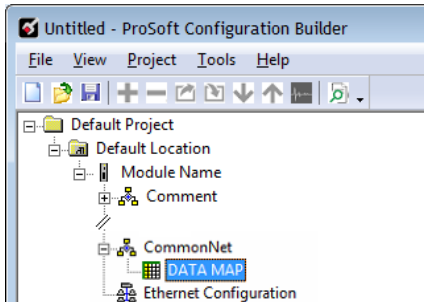 Untitled - ProSoft Configuration Builder
File View Project Tools Help
Default Project
Default Location
Module Name
Comment
CommonNet
DATA MAP
Ethernet Configuration